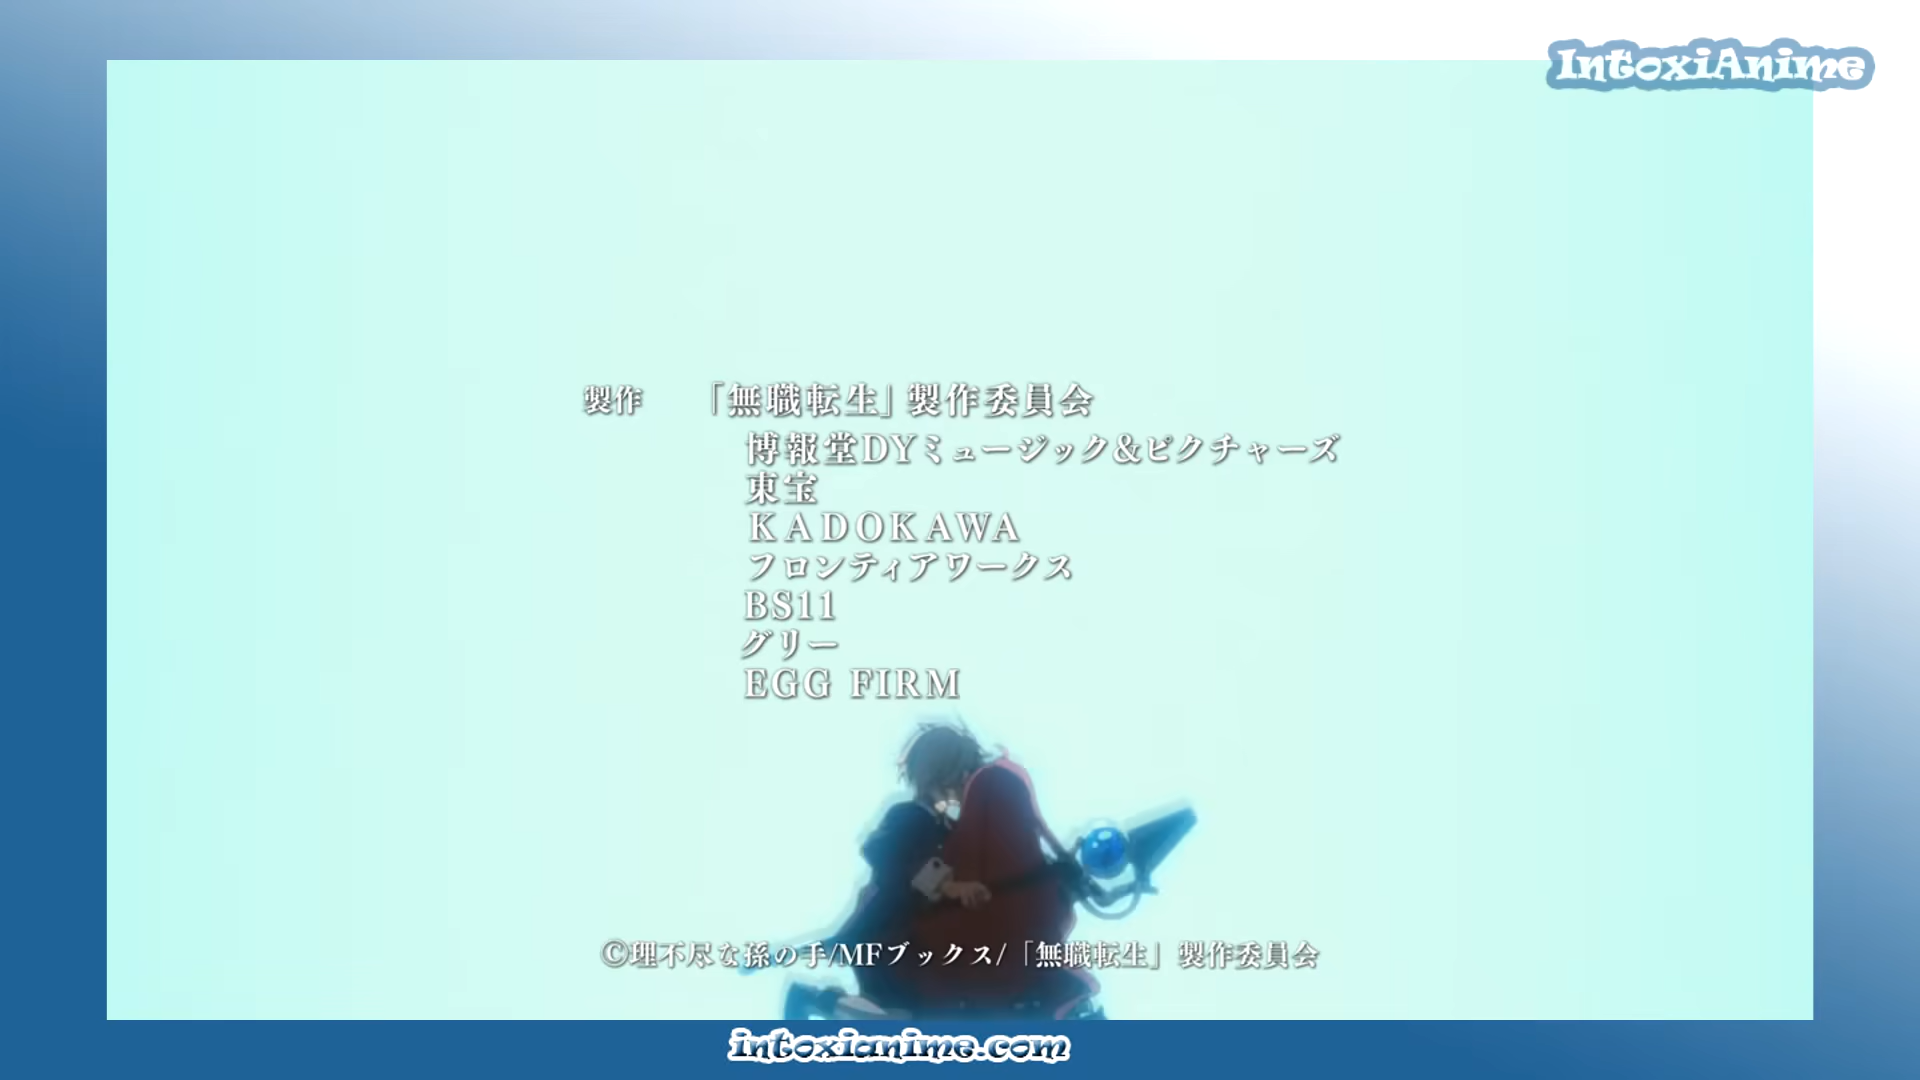 IntoxiAnime
製作 「無職転生」製作委員会
博報堂DYミュージック&ピクチャーズ
東宝
KADOKAWA
フロンティアワークス
BS11
グリー
EGG FIRM
©理不尽な孫の手/MFブックス/「無職転生」製作委員会
intoxianime.com